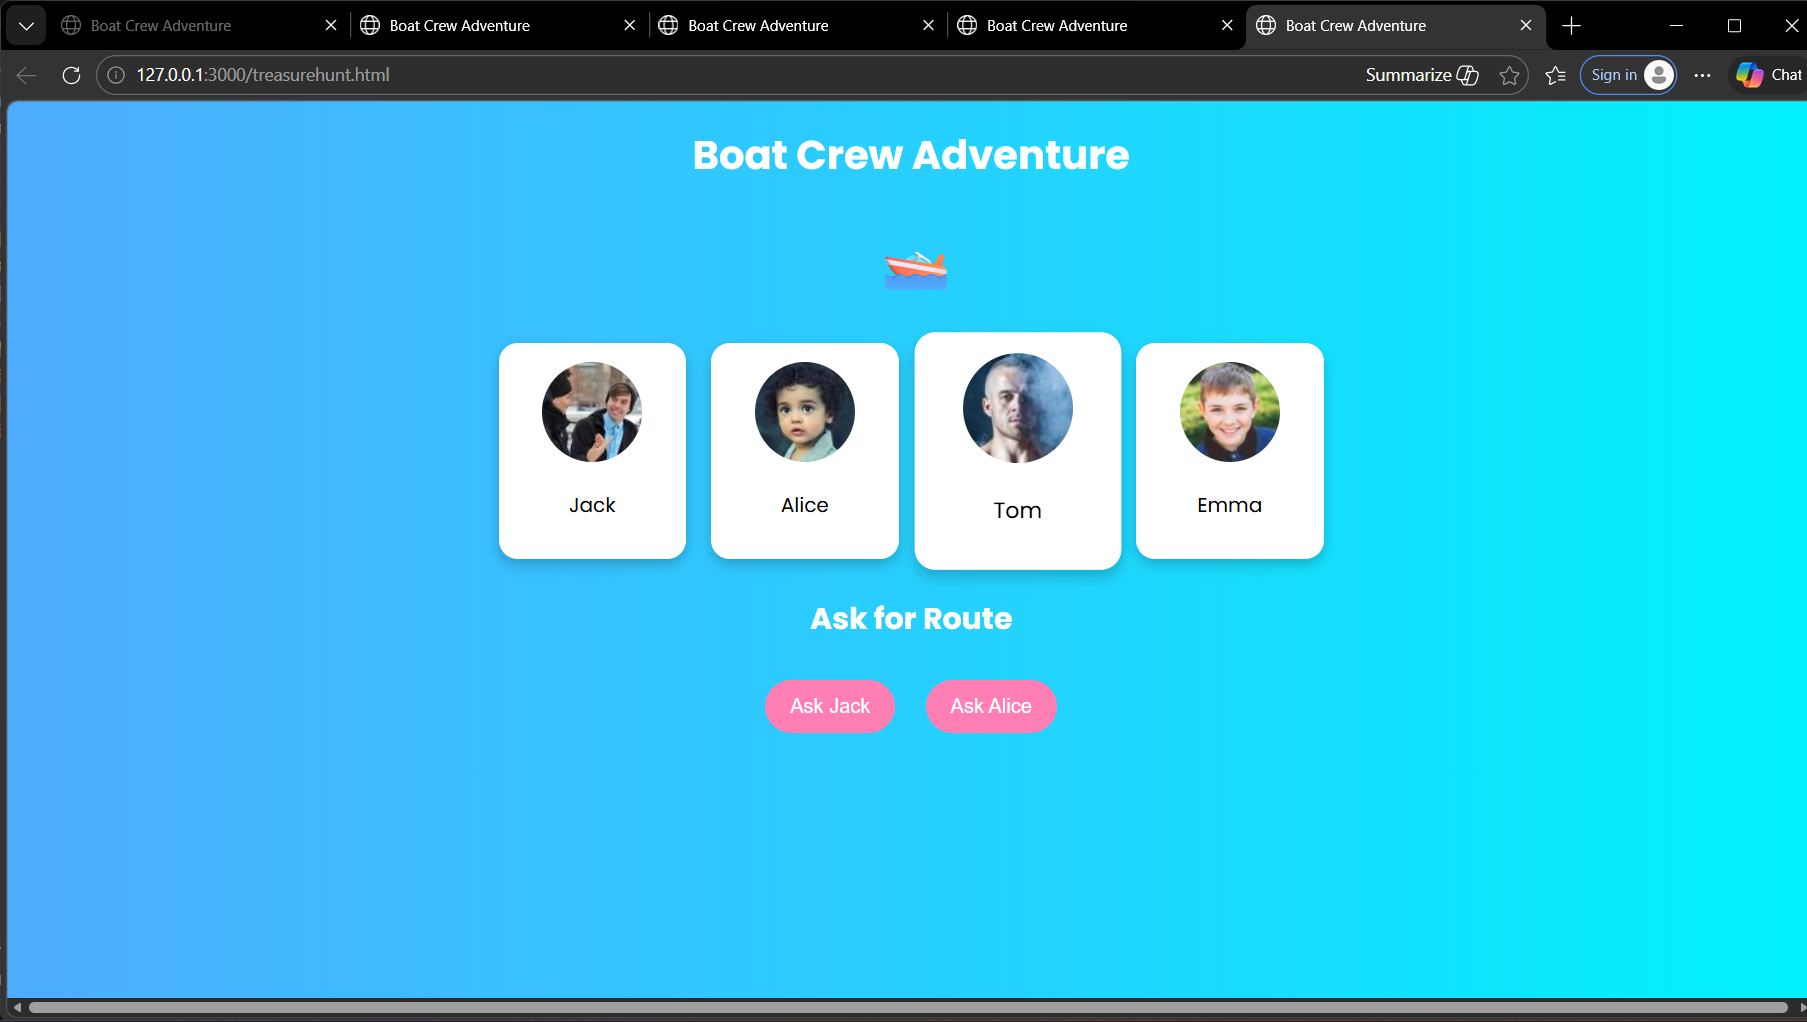 Boat Crew Adventure
Boat Crew Adventure
Boat Crew Adventure
Boat Crew Adventure
Boat Crew Adventure
127.0.0.1:3000/treasurehunt.html
Summarize
Sign in
Chat
Boat Crew Adventure
Jack
Alice
Tom
Emma
Ask for Route
Ask Jack
Ask Alice